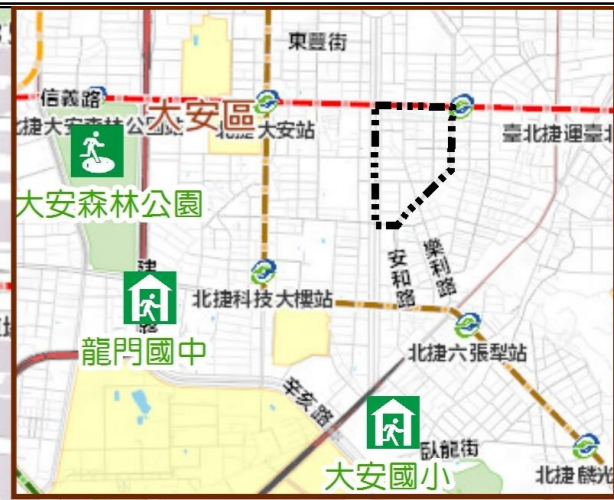 東豐街
信義路
北捷大安森林公園站
大安區
北捷大安站
臺北捷運臺北
大安森林公園
安和路
樂利路
建
路
北捷科技大樓站
龍門國中
北捷六張犁站
辛亥路
大安國小
臥龍街
北捷麟光